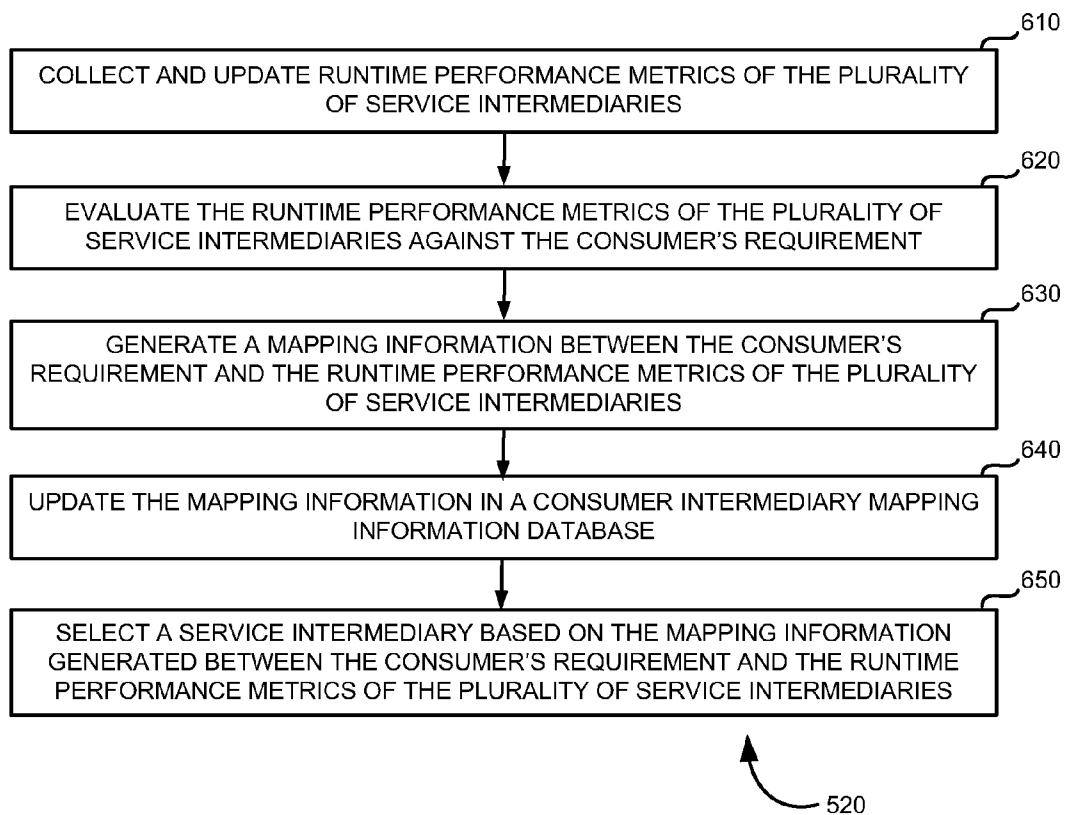 610
COLLECT AND UPDATE RUNTIME PERFORMANCE METRICS OF THE PLURALITY
OF SERVICE INTERMEDIARIES
620
EVALUATE THE RUNTIME PERFORMANCE METRICS OF THE PLURALITY OF
SERVICE INTERMEDIARIES AGAINST THE CONSUMER'S REQUIREMENT
630
GENERATE A MAPPING INFORMATION BETWEEN THE CONSUMER'S
REQUIREMENT AND THE RUNTIME PERFORMANCE METRICS OF THE PLURALITY
OF SERVICE INTERMEDIARIES
640
UPDATE THE MAPPING INFORMATION IN A CONSUMER INTERMEDIARY MAPPING
INFORMATION DATABASE
650
SELECT A SERVICE INTERMEDIARY BASED ON THE MAPPING INFORMATION
GENERATED BETWEEN THE CONSUMER'S REQUIREMENT AND THE RUNTIME
PERFORMANCE METRICS OF THE PLURALITY OF SERVICE INTERMEDIARIES
520